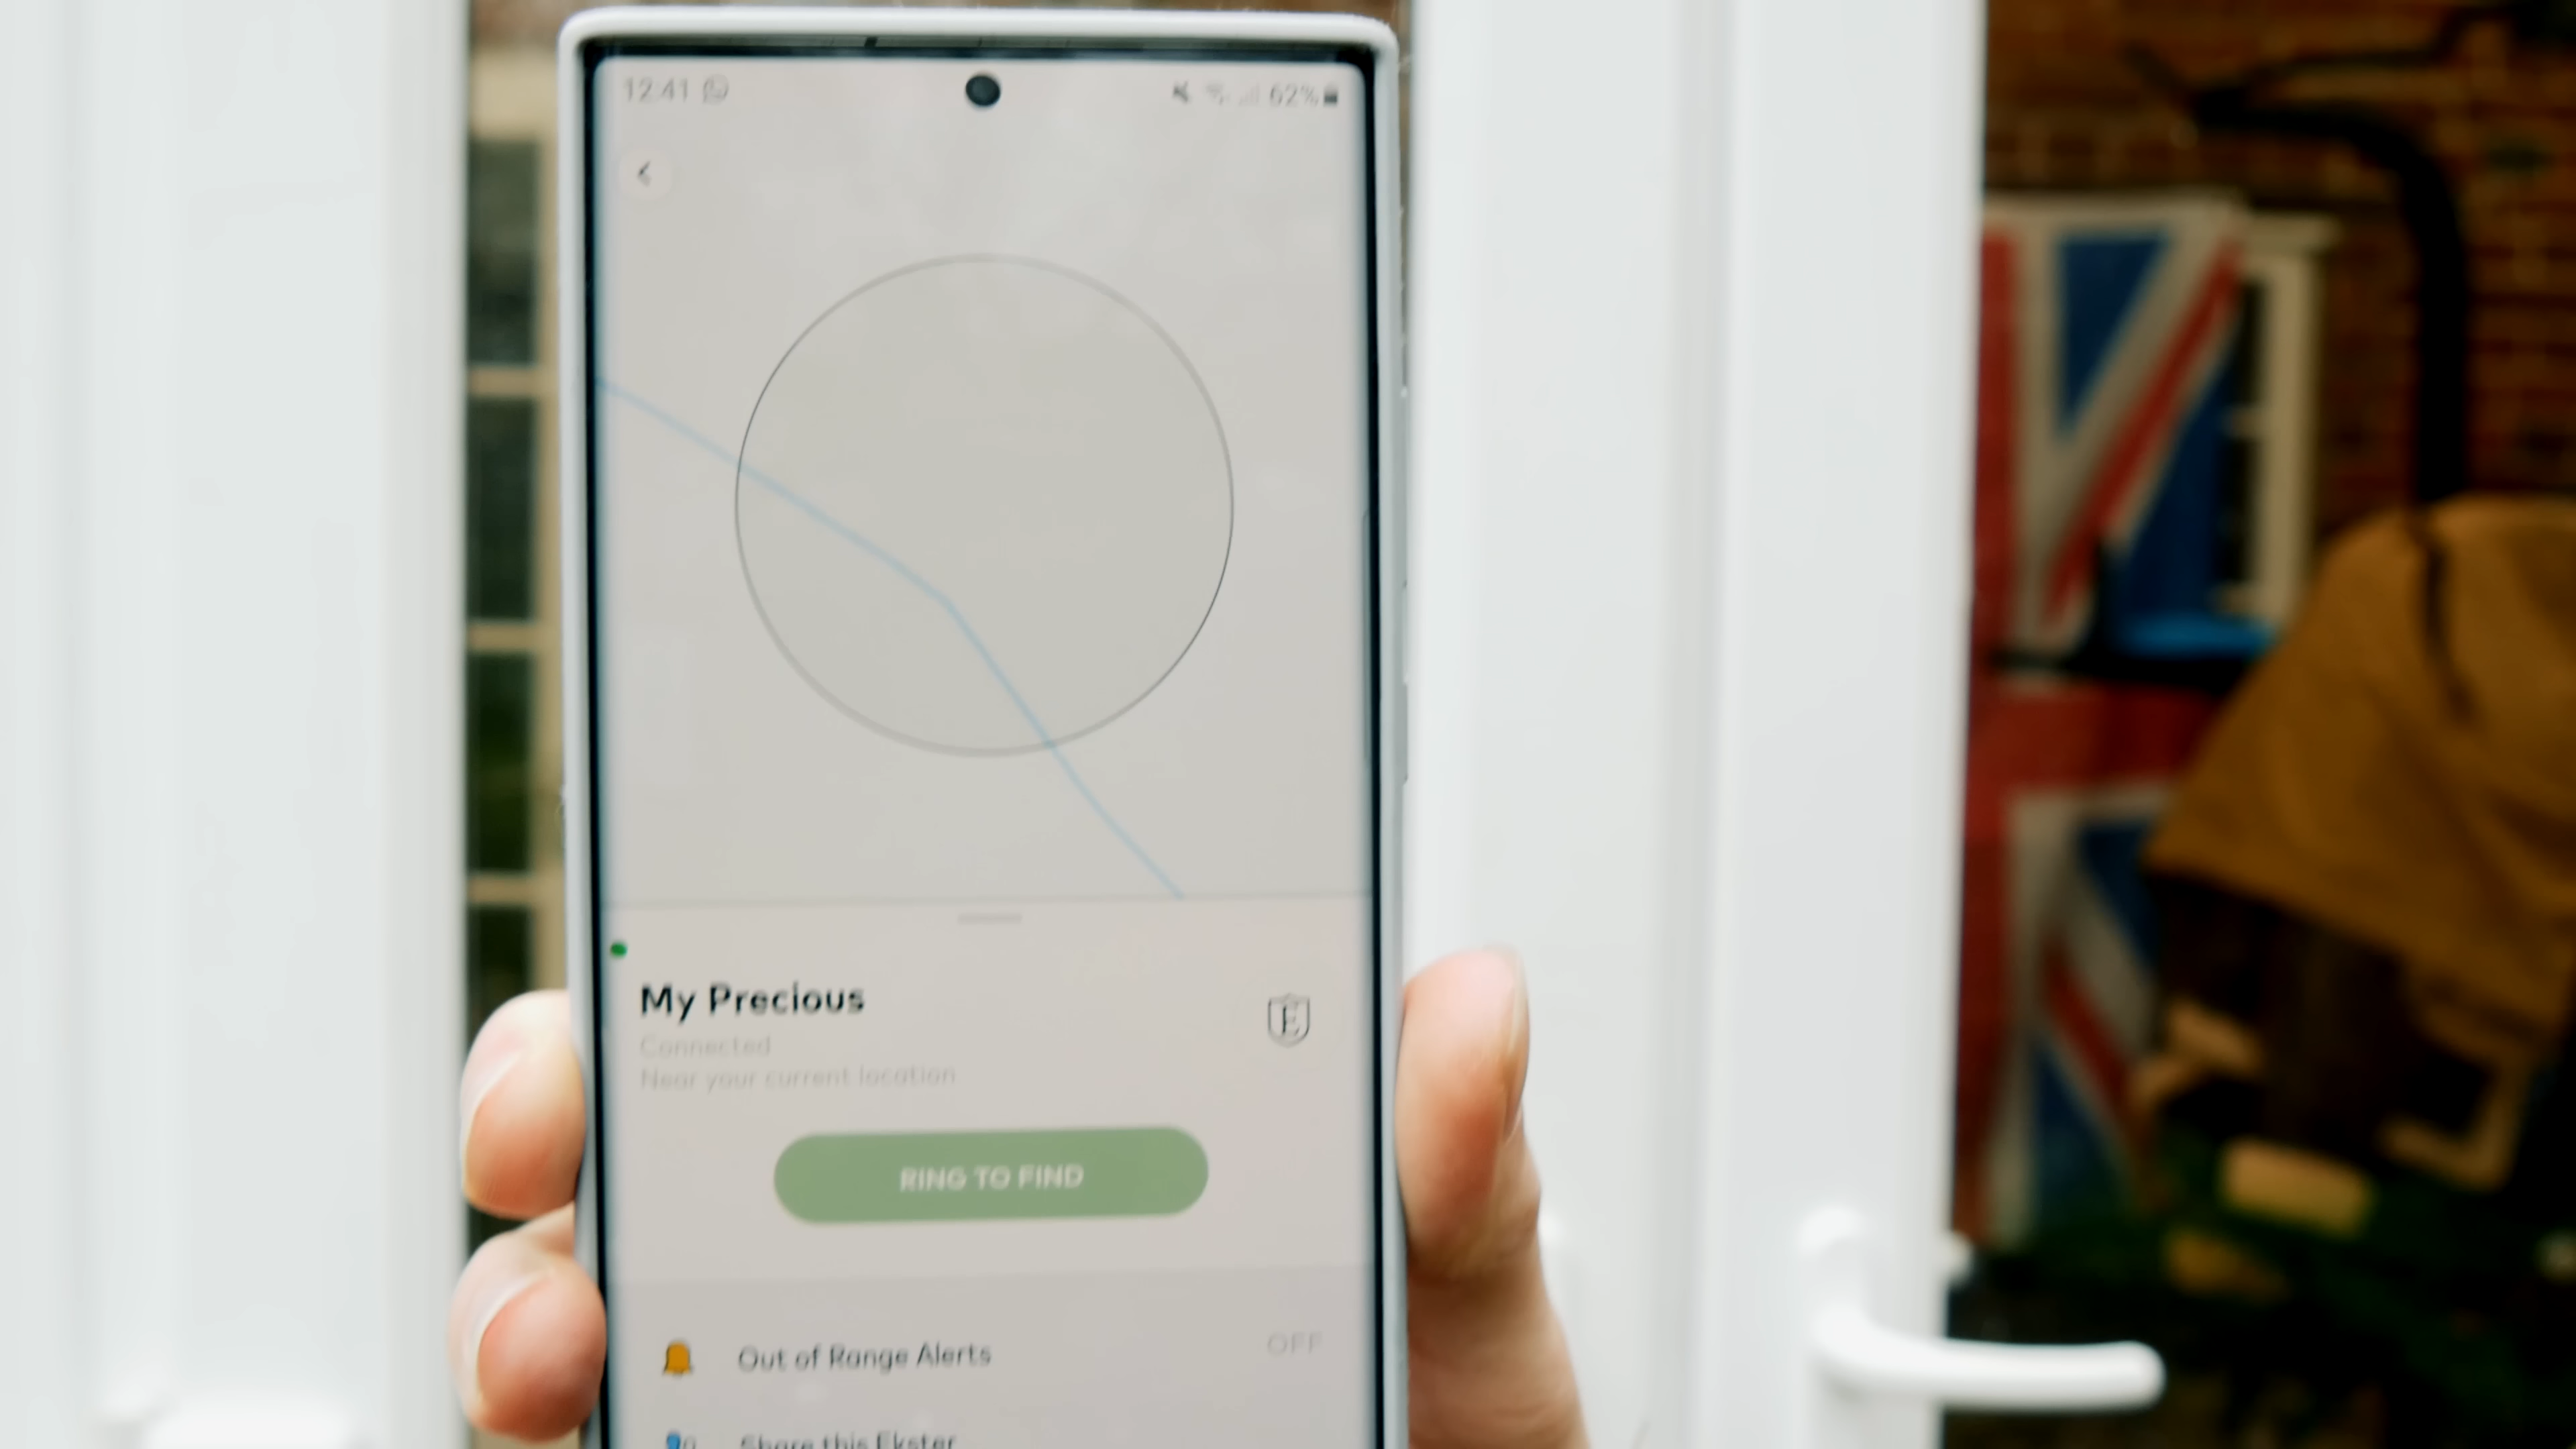 12.41
62%
My Precious
E
Connected
Near your current location
RING TO FIND
Out of Range Alerts
OFF
Share this Ekster